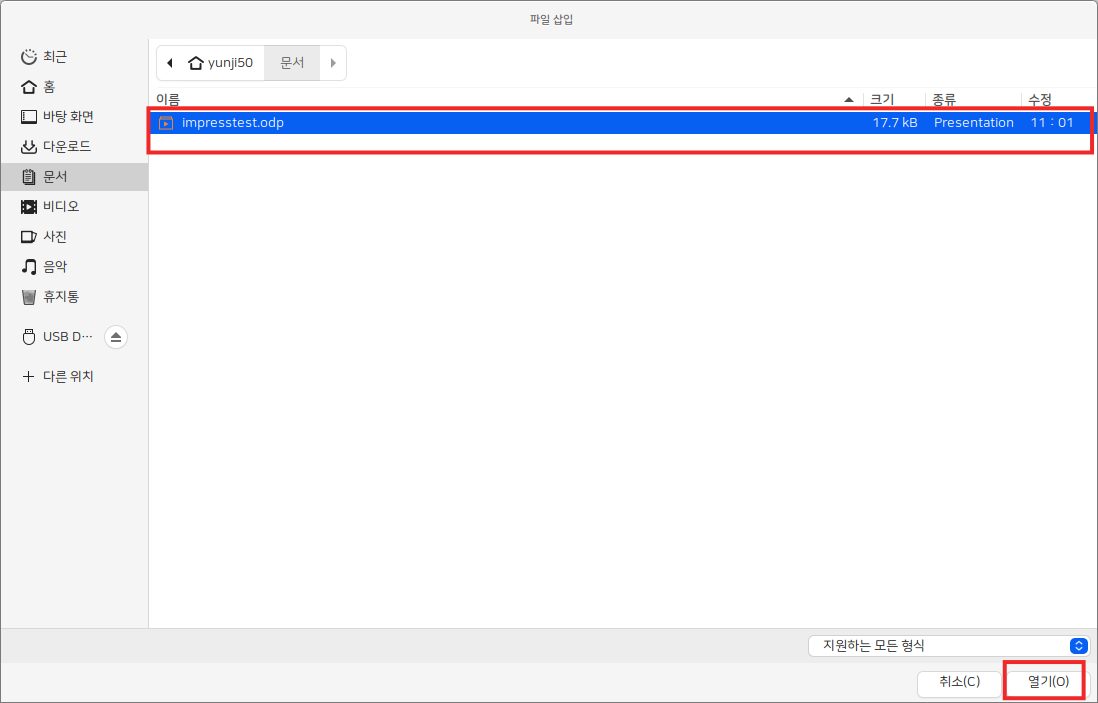 파일 삽입
최근
홈
바탕 화면
다운로드
문서
비디오
사진
음악
휴지통
USB D…
다른 위치
yunji50 문서
이름 크기 종류 수정
impresstest.odp 17.7 kB Presentation 11 : 01
지원하는 모든 형식
취소(C) 열기(O)